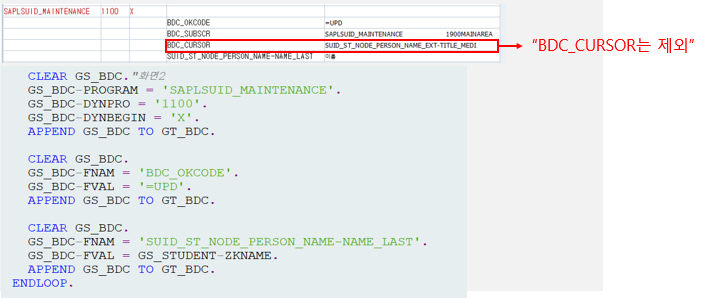 SAPLSUID_MAINTENANCE 1100 X
BDC_OKCODE =UPD
BDC_SUBSCR SAPLSUID_MAINTENANCE 1900MAINAREA
BDC_CURSOR SUID_ST_NODE_PERSON_NAME_EXT-TITLE_MEDI
SUID_ST_NODE_PERSON_NAME-NAME_LAST 이름
“BDC_CURSOR는 제외”
CLEAR GS_BDC."화면2
GS_BDC-PROGRAM = 'SAPLSUID_MAINTENANCE'.
GS_BDC-DYNPRO = '1100'.
GS_BDC-DYNBEGIN = 'X'.
APPEND GS_BDC TO GT_BDC.
CLEAR GS_BDC.
GS_BDC-FNAM = 'BDC_OKCODE'.
GS_BDC-FVAL = '=UPD'.
APPEND GS_BDC TO GT_BDC.
CLEAR GS_BDC.
GS_BDC-FNAM = 'SUID_ST_NODE_PERSON_NAME-NAME_LAST'.
GS_BDC-FVAL = GS_STUDENT-ZKNAME.
APPEND GS_BDC TO GT_BDC.
ENDLOOP.